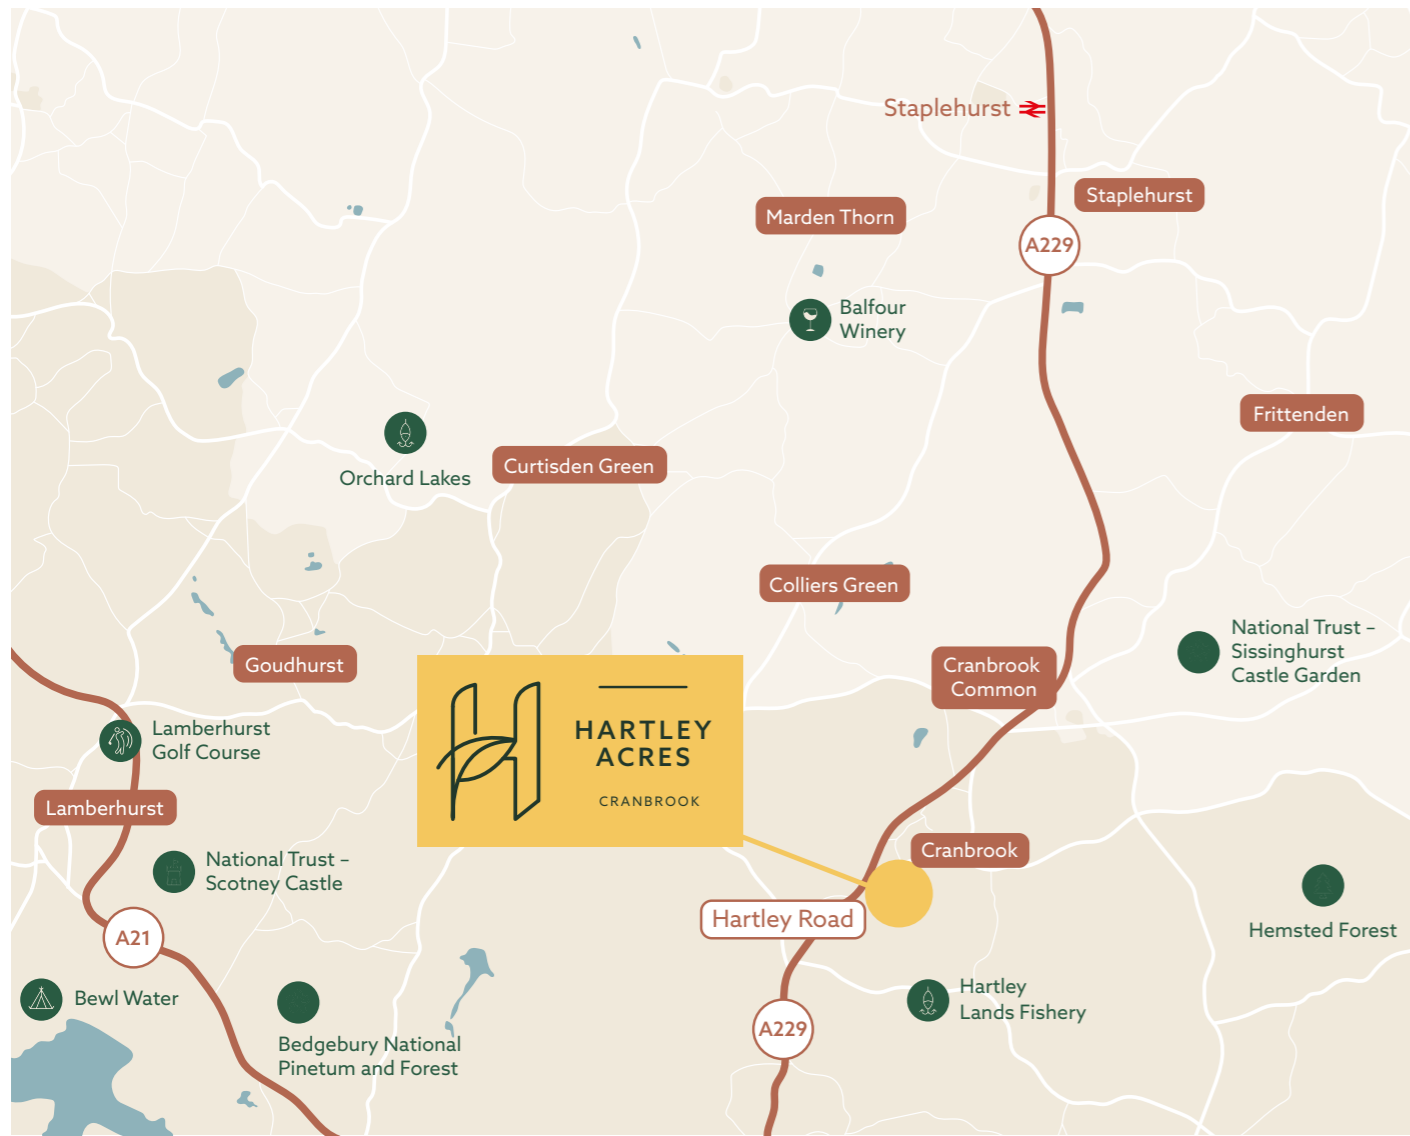 Staplehurst
Staplehurst
Marden Thorn
A229
Balfour
Winery
Frittenden
Curtisden Green
Orchard Lakes
Colliers Green
National Trust –
Sissinghurst
Castle Garden
Goudhurst
Cranbrook
Common
Lamberhurst
Golf Course
HARTLEY
ACRES
CRANBROOK
Lamberhurst
National Trust –
Scotney Castle
Cranbrook
Hartley Road
Hemsted Forest
A21
Bewl Water
Hartley
Lands Fishery
A229
Bedgebury National
Pinetum and Forest